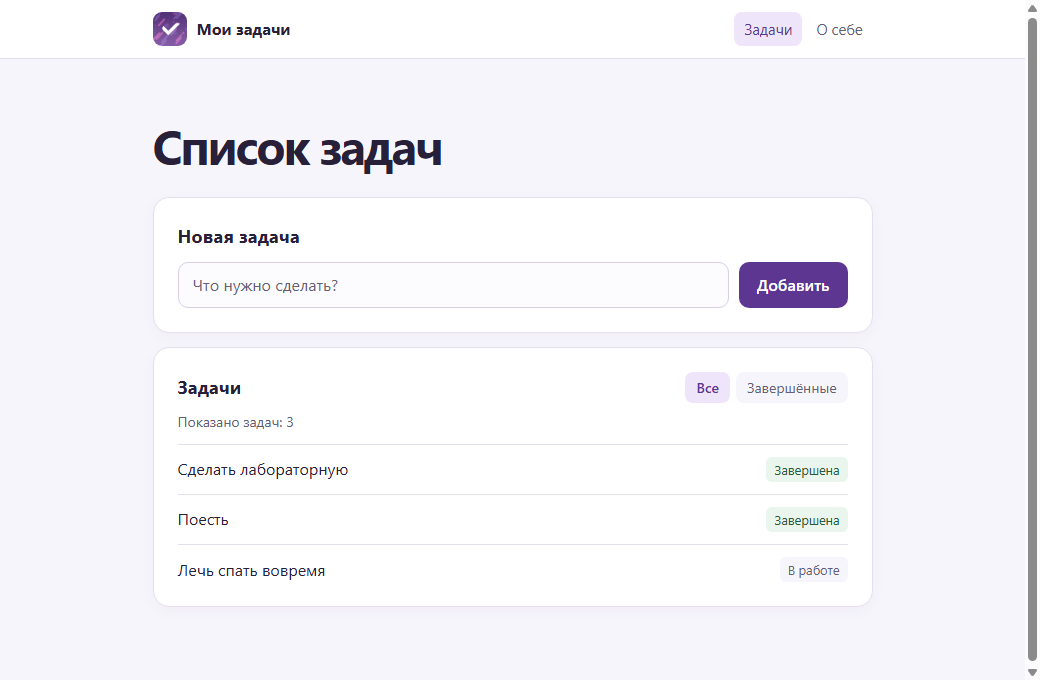 Мои задачи
Задачи
О себе
Список задач
Новая задача
Что нужно сделать?
Добавить
Задачи
Все
Завершённые
Показано задач: 3
Сделать лабораторную
Завершена
Поесть
Завершена
Лечь спать вовремя
В работе